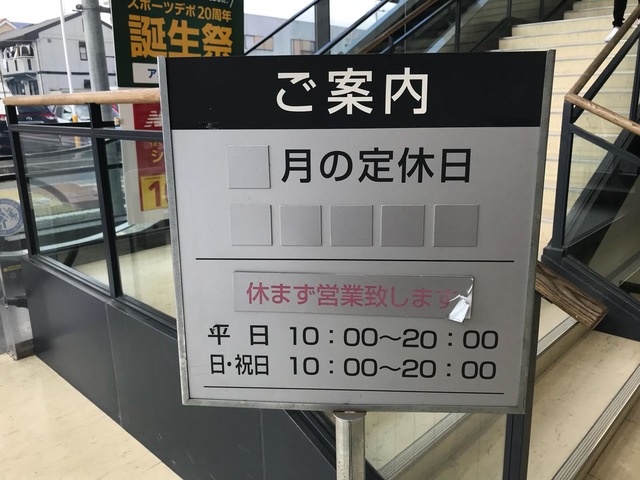 スポーツデポ20周年
誕生祭
ご案内
月の定休日
休まず営業致します
平 日 10：00〜20：00
日・祝日 10：00〜20：00